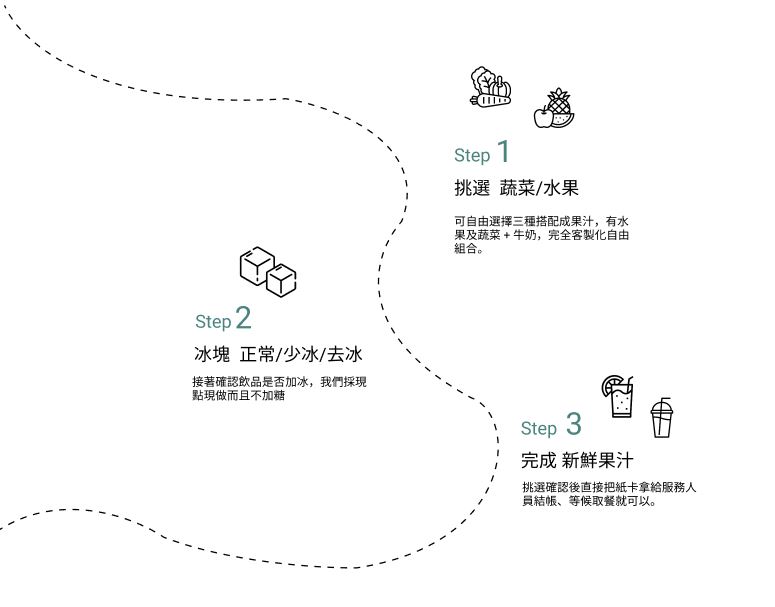 Step 1
挑選 蔬菜/水果
可自由選擇三種搭配成果汁，有水
果及蔬菜 + 牛奶，完全客製化自由
組合。
Step 2
冰塊 正常/少冰/去冰
接著確認飲品是否加冰，我們採現
點現做而且不加糖
Step 3
完成 新鮮果汁
挑選確認後直接把紙卡拿給服務人
員結帳、等候取餐就可以。